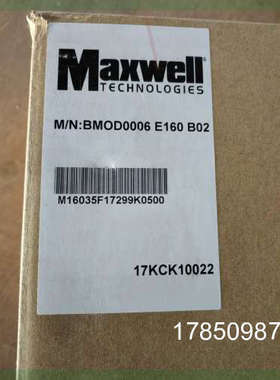 Maxwell
TECHNOLOGIES
M/N:BMOD0006 E160 B02
M16035F17299K0500
17KCK10022
17850987